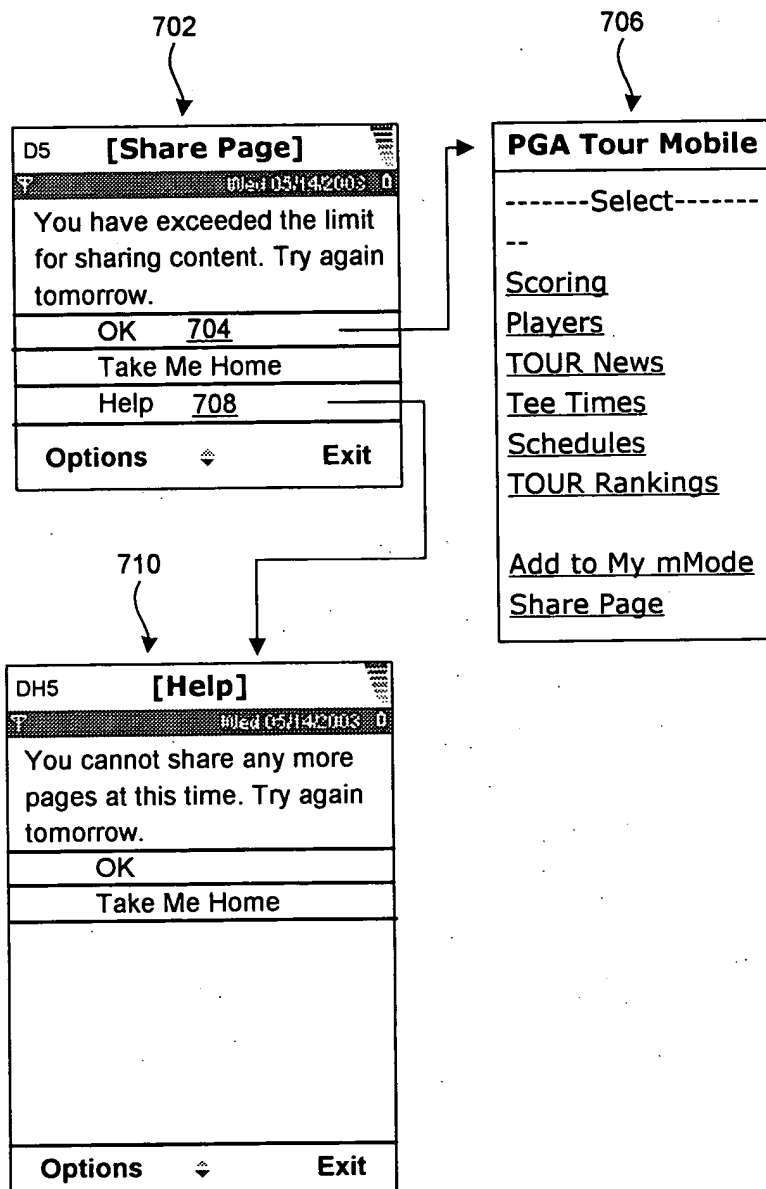 702
D5 [Share Page]
Wed 05/14/2003
You have exceeded the limit
for sharing content. Try again
tomorrow.
OK 704
Take Me Home
Help 708
Options Exit
706
PGA Tour Mobile
-------Select-------
--
Scoring
Players
TOUR News
Tee Times
Schedules
TOUR Rankings
Add to My mMode
Share Page
710
DH5 [Help]
Wed 05/14/2003
You cannot share any more
pages at this time. Try again
tomorrow.
OK
Take Me Home
Options Exit